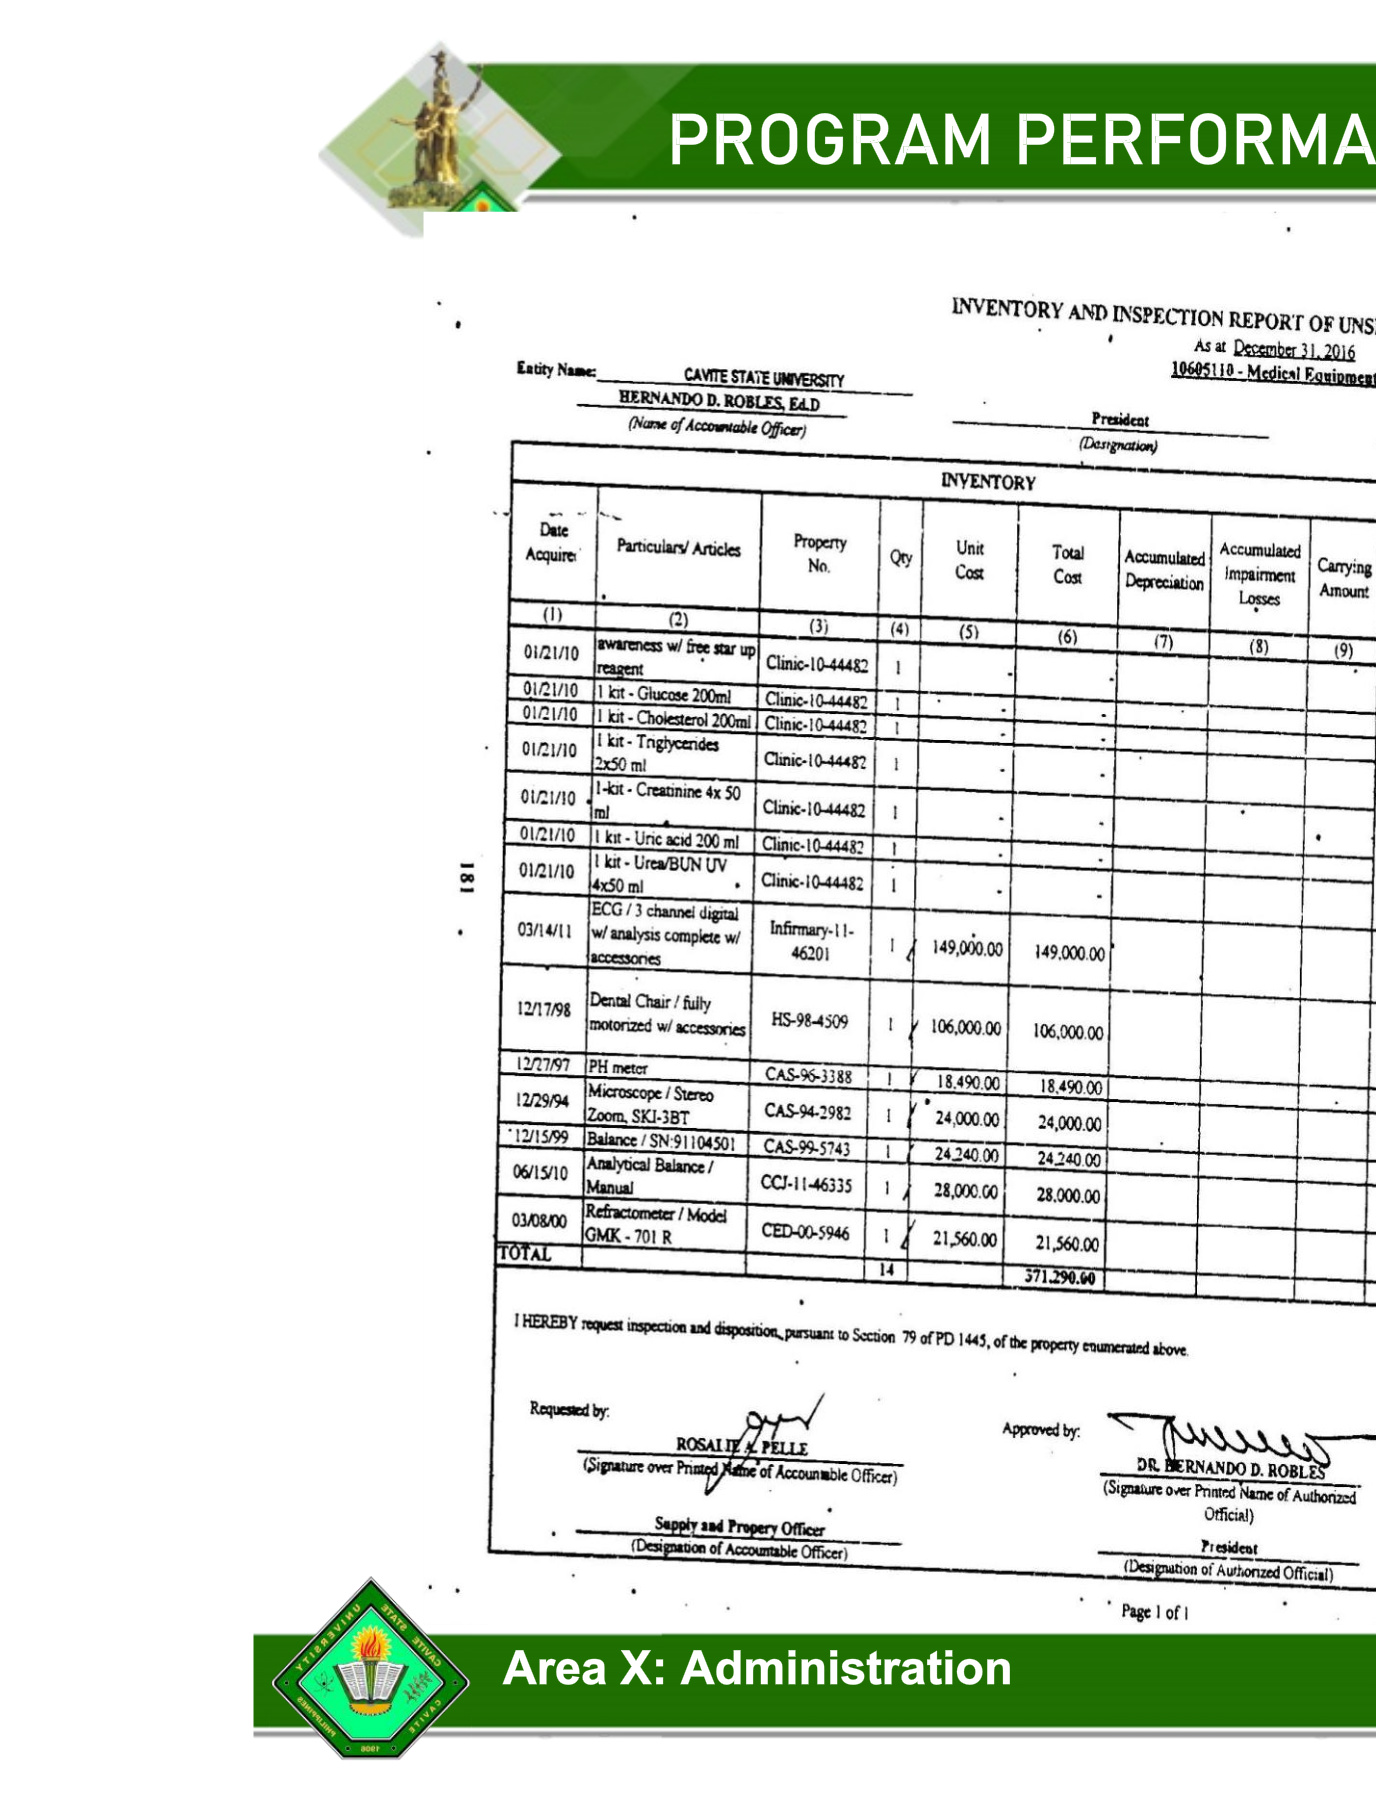 PROGRAM PERFORMA
INVENTORY AND INSPECTION REPORT OF UNS
As at December 31, 2016
10605110 - Medical Equipment
Entity Name: CAVITE STATE UNIVERSITY
HERNANDO D. ROBLES, Ed.D
(Name of Accountable Officer)
President
(Designation)
INVENTORY
Date Acquire Particulars/ Articles Property No. Qty Unit Cost Total Cost Accumulated Depreciation Accumulated Impairment Losses Carrying Amount
(1) (2) (3) (4) (5) (6) (7) (8) (9)
01/21/10 awareness w/ free star up reagent Clinic-10-44482 1 - -
01/21/10 1 kit - Glucose 200ml Clinic-10-44482 1 - -
01/21/10 1 kit - Cholesterol 200ml Clinic-10-44482 1 - -
01/21/10 1 kit - Triglycerides 2x50 ml Clinic-10-44482 1 - -
01/21/10 1-kit - Creatinine 4x 50 ml Clinic-10-44482 1 - -
01/21/10 1 kit - Uric acid 200 ml Clinic-10-44482 1 - -
01/21/10 1 kit - Urea/BUN UV 4x50 ml Clinic-10-44482 1 - -
03/14/11 ECG / 3 channel digital w/ analysis complete w/ accessories Infirmary-11-46201 1 149,000.00 149,000.00
12/17/98 Dental Chair / fully motorized w/ accessories HS-98-4509 1 106,000.00 106,000.00
12/27/97 PH meter CAS-96-3388 1 18,490.00 18,490.00
12/29/94 Microscope / Stereo Zoom, SKI-3BT CAS-94-2982 1 24,000.00 24,000.00
12/15/99 Balance / SN:91104501 CAS-99-5743 1 24,240.00 24,240.00
06/15/10 Analytical Balance / Manual CCJ-11-46335 1 28,000.00 28,000.00
03/08/00 Refractometer / Model GMK - 701 R CED-00-5946 1 21,560.00 21,560.00
TOTAL 14 371,290.00
181
I HEREBY request inspection and disposition, pursuant to Section 79 of PD 1445, of the property enumerated above.
Requested by:
ROSALIE A. PELLE
(Signature over Printed Name of Accountable Officer)
Supply and Propery Officer
(Designation of Accountable Officer)
Approved by:
DR. HERNANDO D. ROBLES
(Signature over Printed Name of Authorized
Official)
President
(Designation of Authorized Official)
Page 1 of 1
CAVITE STATE UNIVERSITY
CAVITE
PHILIPPINES
1906
Area X: Administration